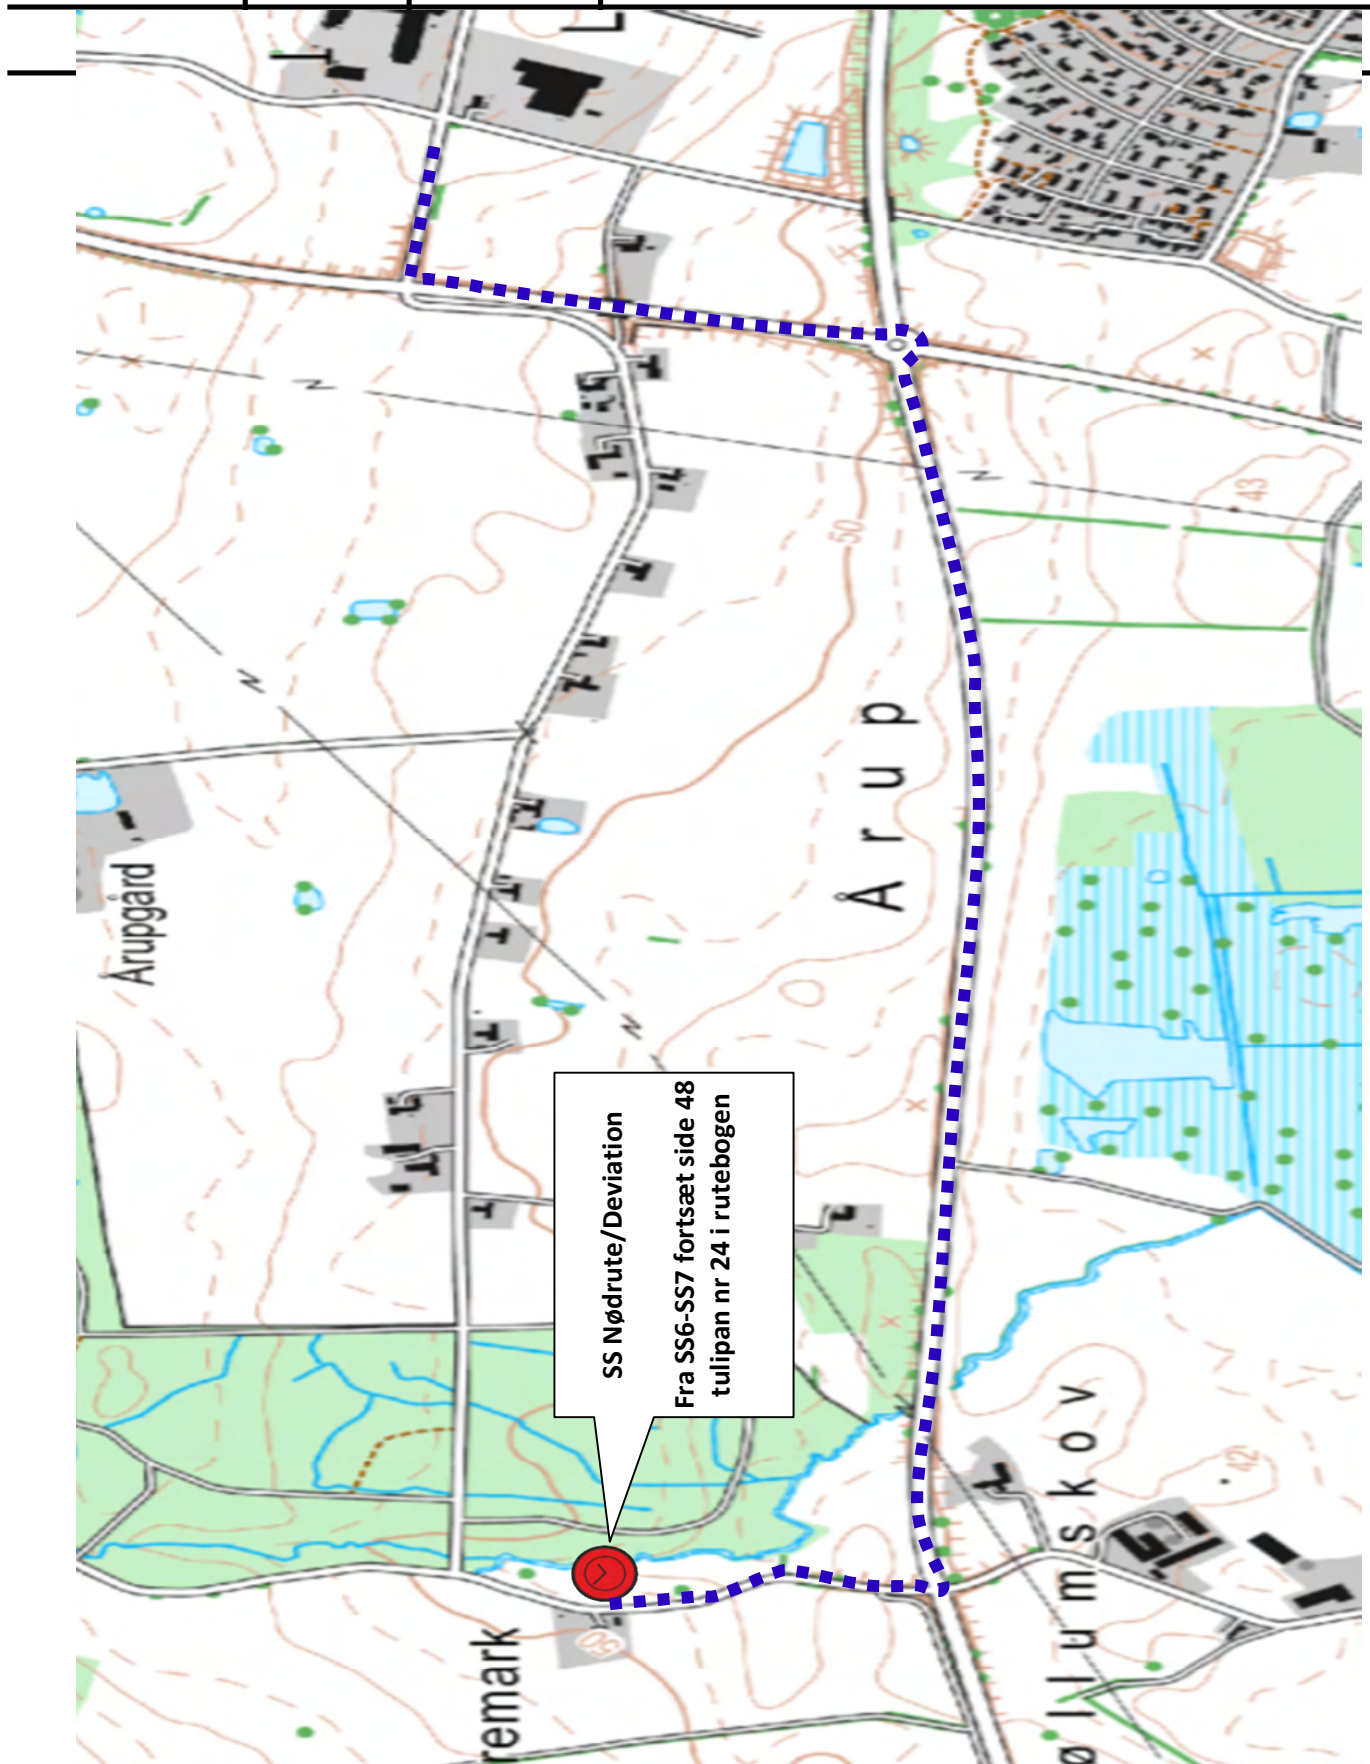 SS Nødrute/Deviation
Fra SS6-SS7 fortsæt side 48
tulipan nr 24 i rutebogen
Årupgård
Årup
remark
øllumskov
50
43
50
42